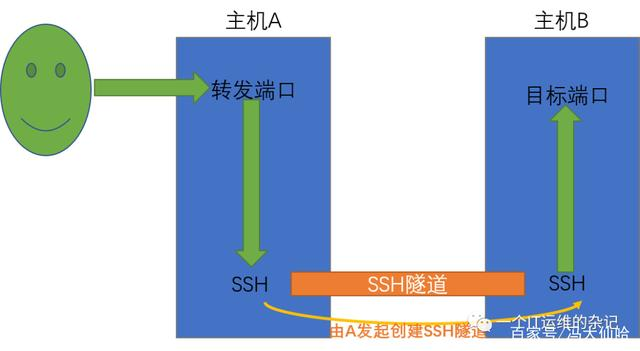 主机A
主机B
转发端口
目标端口
SSH
SSH隧道
SSH
由A发起创建SSH隧道
一个IT运维的杂记
百家号/冯大仙哈